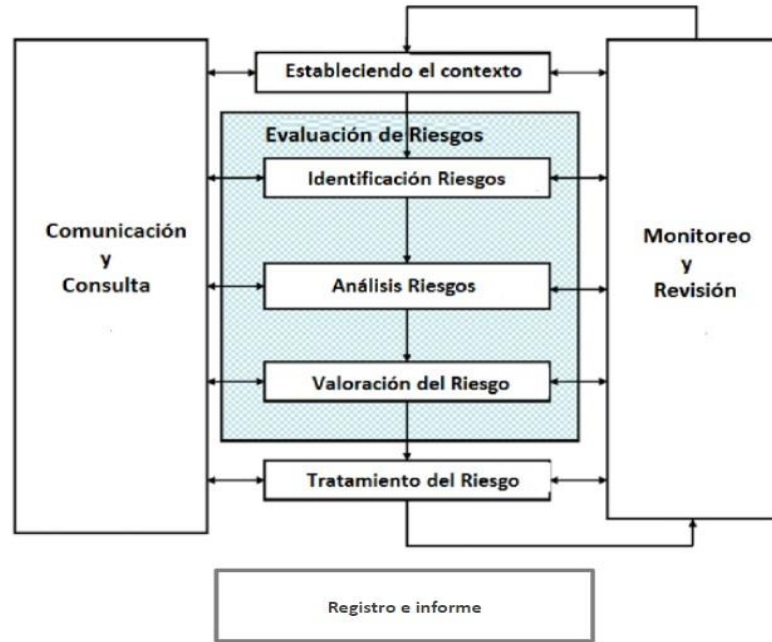 Estableciendo el contexto
Evaluación de Riesgos
Identificación Riesgos
Comunicación
y
Consulta
Análisis Riesgos
Monitoreo
y
Revisión
Valoración del Riesgo
Tratamiento del Riesgo
Registro e informe